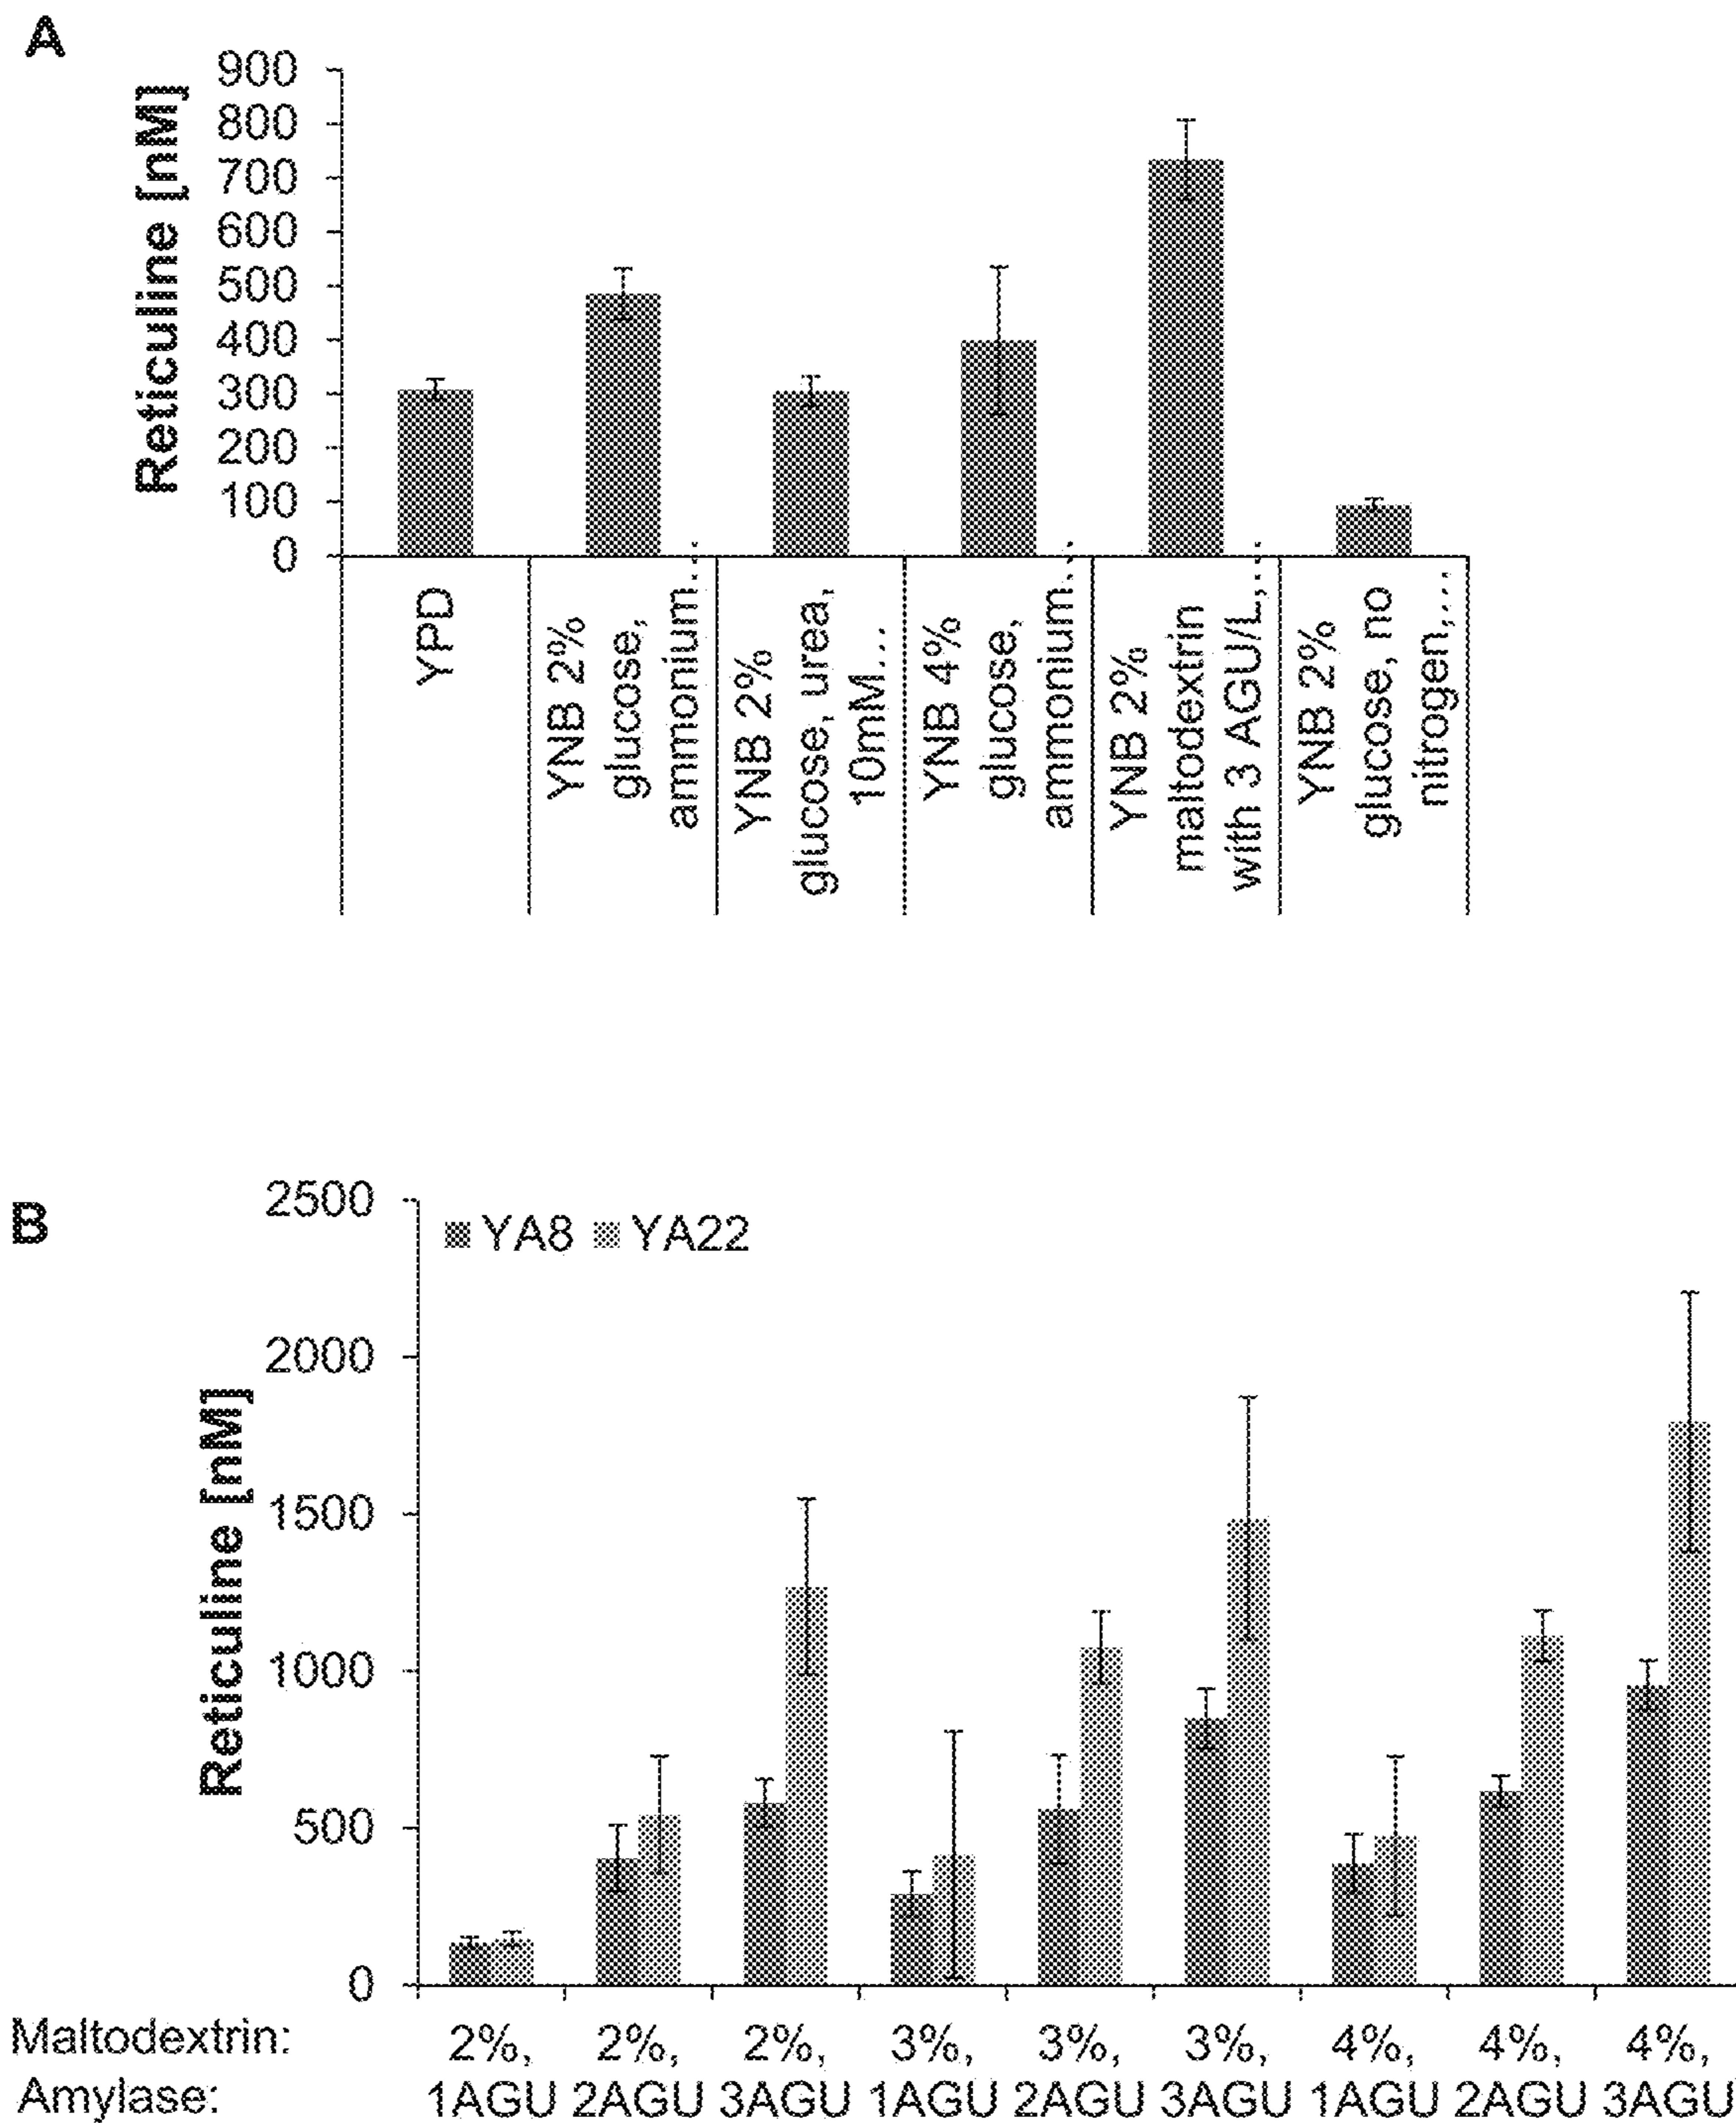 A
Reticuline [nM]
900
800
700
600
500
400
300
200
100
0
YPD
YNB 2%
glucose,
ammonium...
YNB 2%
glucose, urea,
10mM...
YNB 4%
glucose,
ammonium...
YNB 2%
maltodextrin
with 3 AGU/L,...
YNB 2%
glucose, no
nitrogen,...
B
Reticuline [nM]
2500
2000
1500
1000
500
0
YA8 YA22
Maltodextrin: 2%, 2%, 2%, 3%, 3%, 3%, 4%, 4%, 4%,
Amylase: 1AGU 2AGU 3AGU 1AGU 2AGU 3AGU 1AGU 2AGU 3AGU